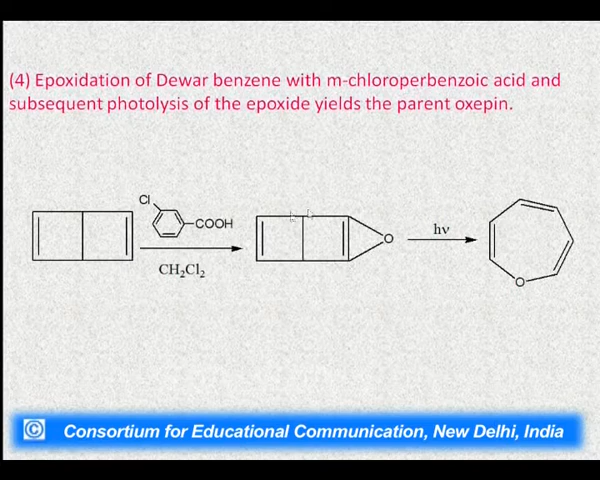 (4) Epoxidation of Dewar benzene with m-chloroperbenzoic acid and
subsequent photolysis of the epoxide yields the parent oxepin.
Cl
COOH
CH₂Cl₂
O
hν
O
© Consortium for Educational Communication, New Delhi, India